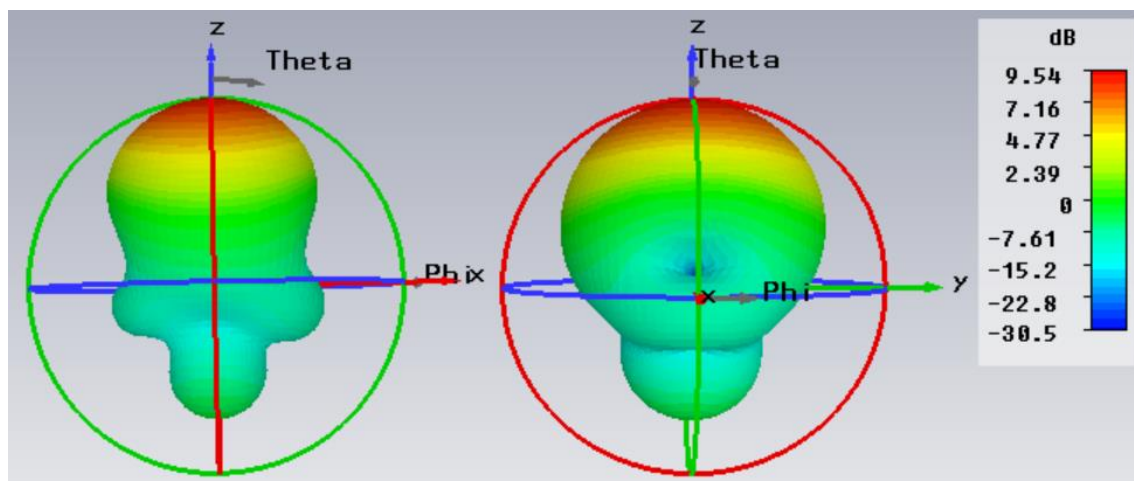 z
Theta
Phi x
z
Theta
x Phi
y
dB
9.54
7.16
4.77
2.39
0
-7.61
-15.2
-22.8
-30.5